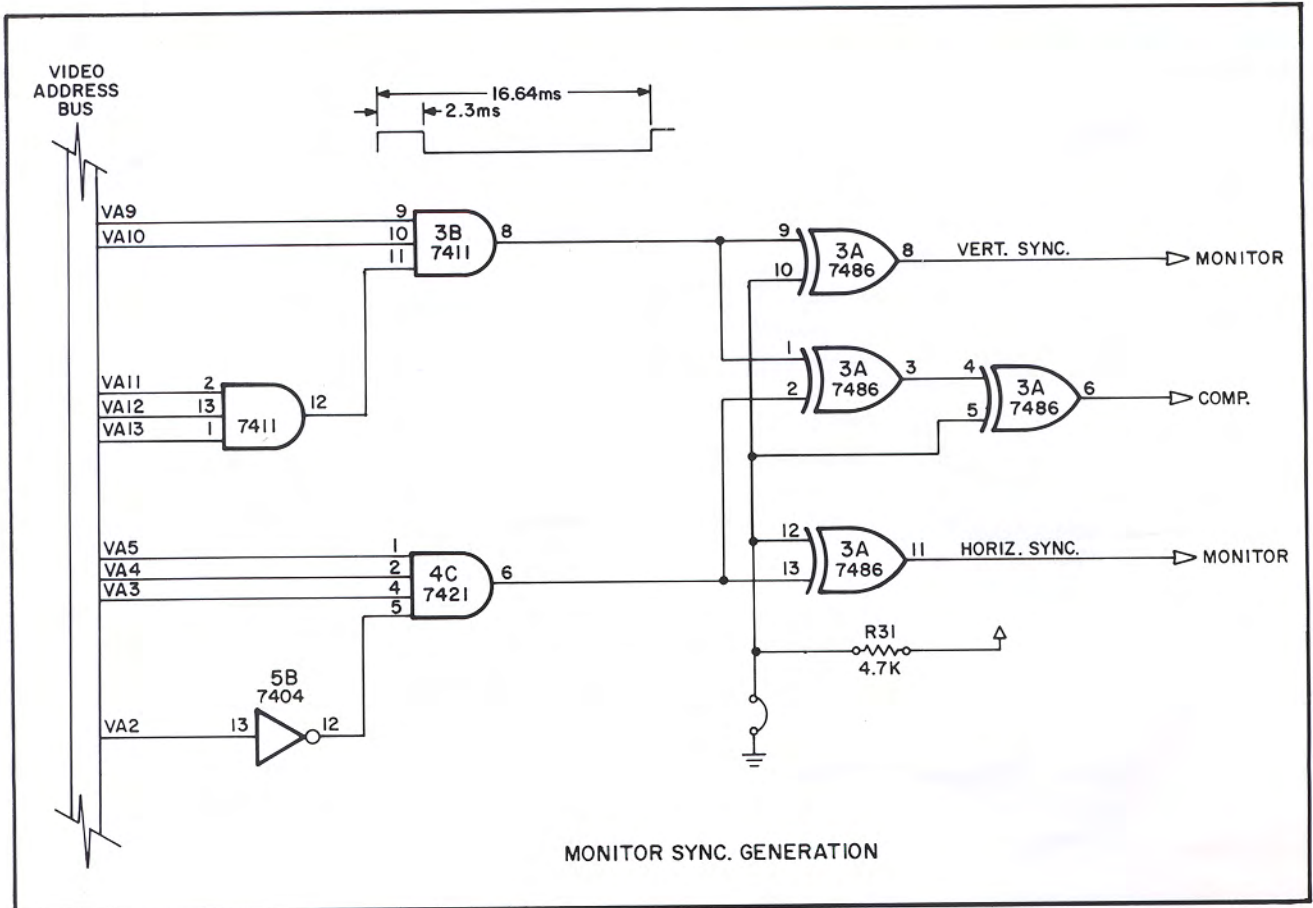 VIDEO
ADDRESS
BUS
16.64ms
2.3ms
VA9
VA10
9
10
11
3B
7411
8
9
10
3A
7486
8
VERT. SYNC.
MONITOR
VA11
VA12
VA13
2
13
1
7411
12
1
2
3A
7486
3
4
5
3A
7486
6
COMP.
VA5
VA4
VA3
1
2
4
5
4C
7421
6
12
13
3A
7486
11
HORIZ. SYNC.
MONITOR
R31
4.7K
5B
7404
VA2
13
12
MONITOR SYNC. GENERATION